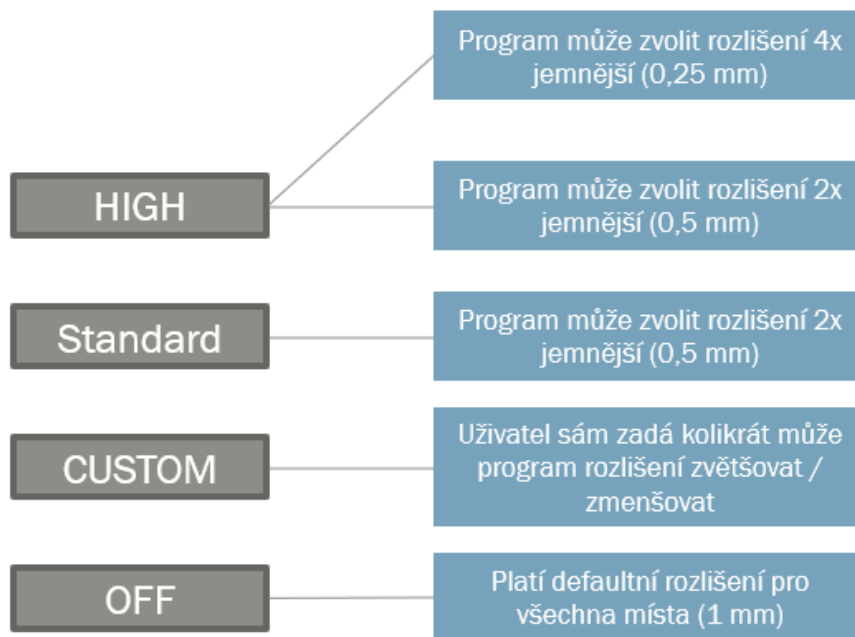 Program může zvolit rozlišení 4x
jemnější (0,25 mm)
HIGH
Program může zvolit rozlišení 2x
jemnější (0,5 mm)
Standard
Program může zvolit rozlišení 2x
jemnější (0,5 mm)
CUSTOM
Uživatel sám zadá kolikrát může
program rozlišení zvětšovat /
zmenšovat
OFF
Platí defaultní rozlišení pro
všechna místa (1 mm)